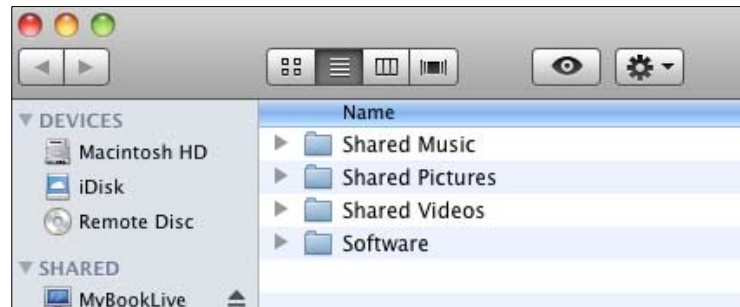 Name
DEVICES
Macintosh HD
iDisk
Remote Disc
SHARED
MyBookLive
Shared Music
Shared Pictures
Shared Videos
Software